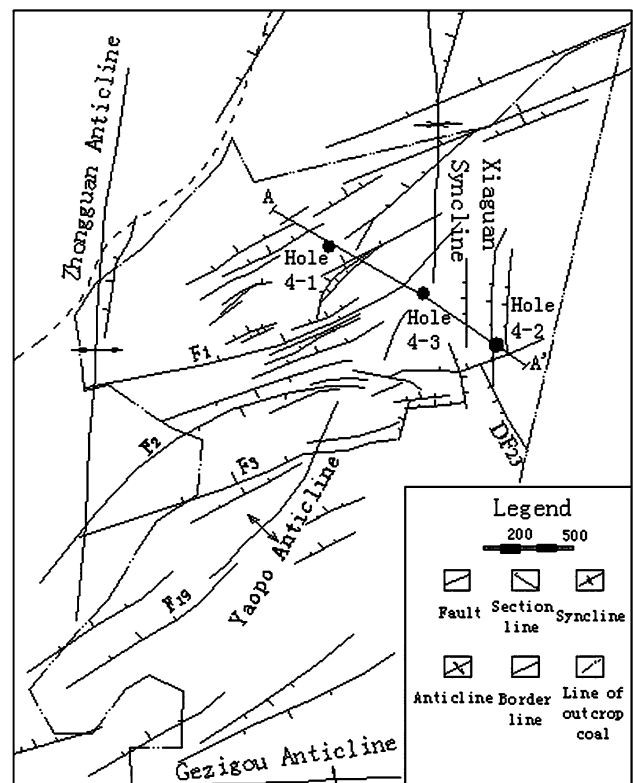 Zhongguan Anticline
A
Xiaguan
Syncline
Hole
4-1
Hole
4-3
Hole
4-2
A'
F1
F2
F3
DF23
Yaopo Anticline
F19
Gezigou Anticline
Legend
200 500
Fault
Section
line
Syncline
Anticline
Border
line
Line of
outcrop
coal